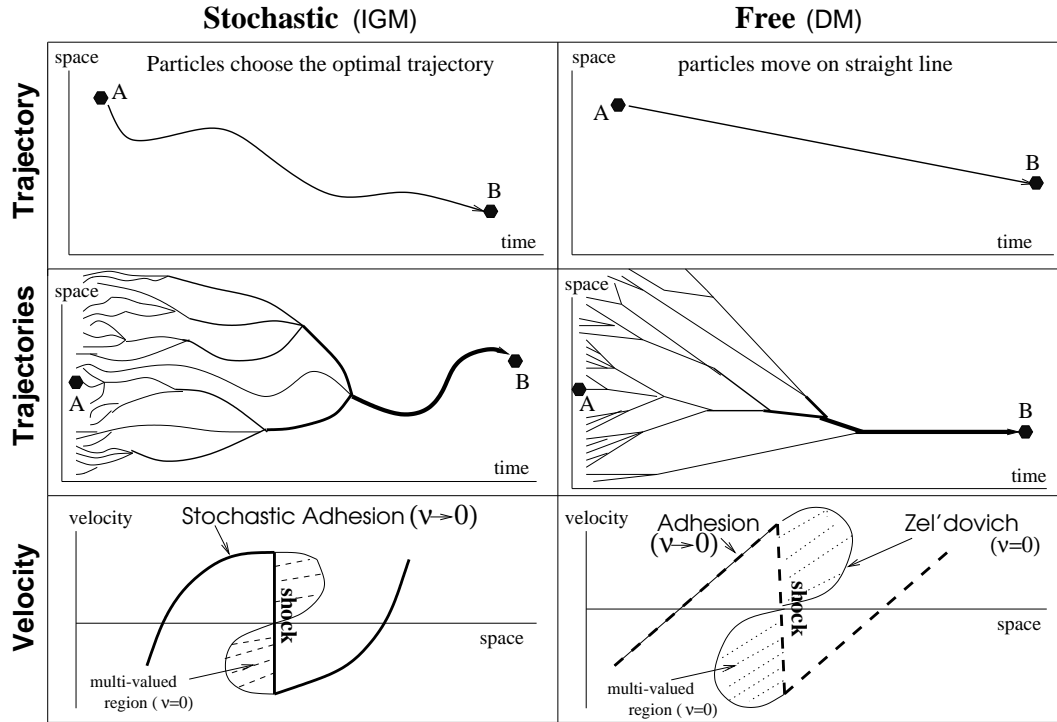 Stochastic (IGM)
Free (DM)
Trajectory
space
Particles choose the optimal trajectory
A
B
time
space
particles move on straight line
A
B
time
Trajectories
space
A
B
time
space
A
B
time
Velocity
velocity
Stochastic Adhesion (ν→0)
shock
space
multi-valued
region ( ν=0)
velocity
Adhesion
(ν→0)
Zel'dovich
(ν=0)
shock
space
multi-valued
region ( ν=0)